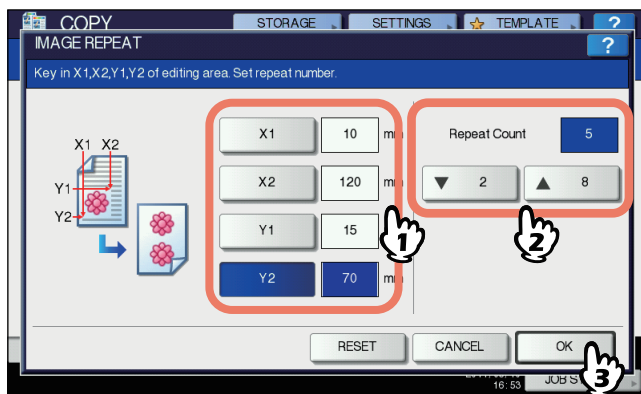 COPY STORAGE SETTINGS TEMPLATE ?
IMAGE REPEAT ?
Key in X1,X2,Y1,Y2 of editing area. Set repeat number.
X1 X2
Y1
Y2
X1 10 mm
X2 120 mm
Y1 15
Y2 70 mm
1
Repeat Count 5
2 8
2
RESET CANCEL OK
3
16:53 JOB S